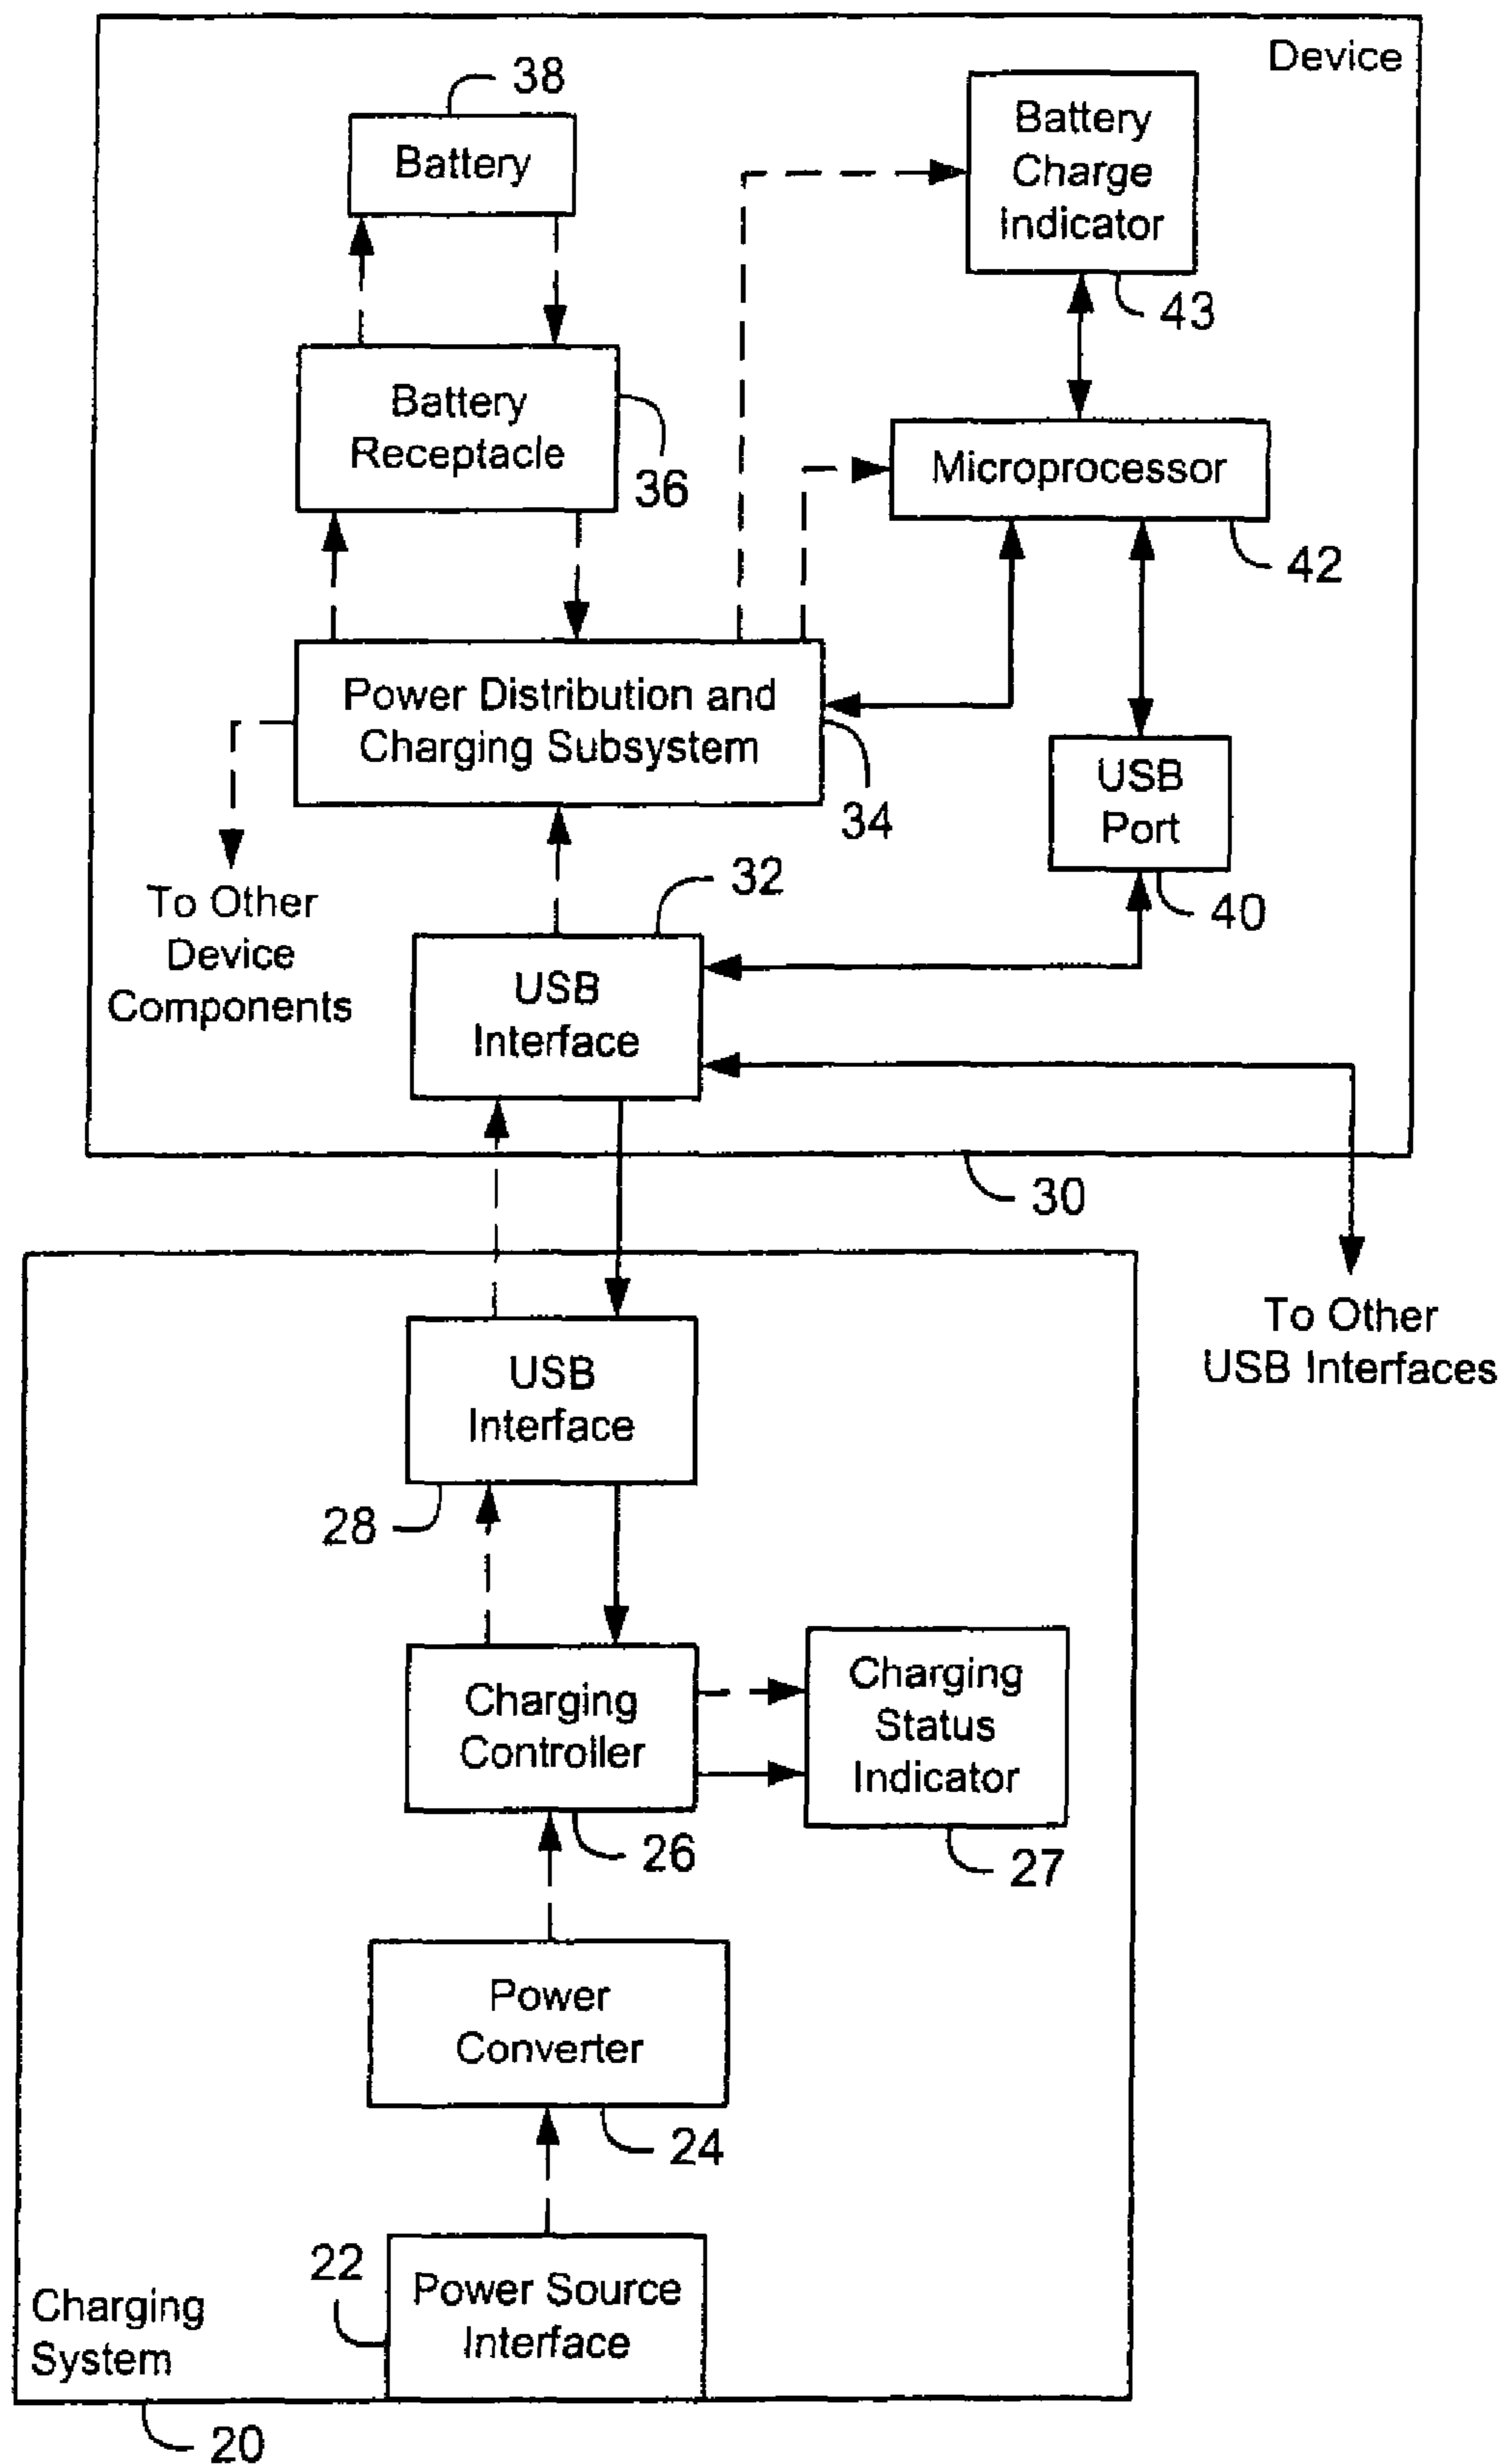 Device
38
Battery
Battery
Charge
Indicator
43
Battery
Receptacle
36
Microprocessor
42
Power Distribution and
Charging Subsystem
34
USB
Port
40
To Other
Device
Components
32
USB
Interface
30
To Other
USB Interfaces
USB
Interface
28
Charging
Controller
26
Charging
Status
Indicator
27
Power
Converter
24
22
Power Source
Interface
Charging
System
20